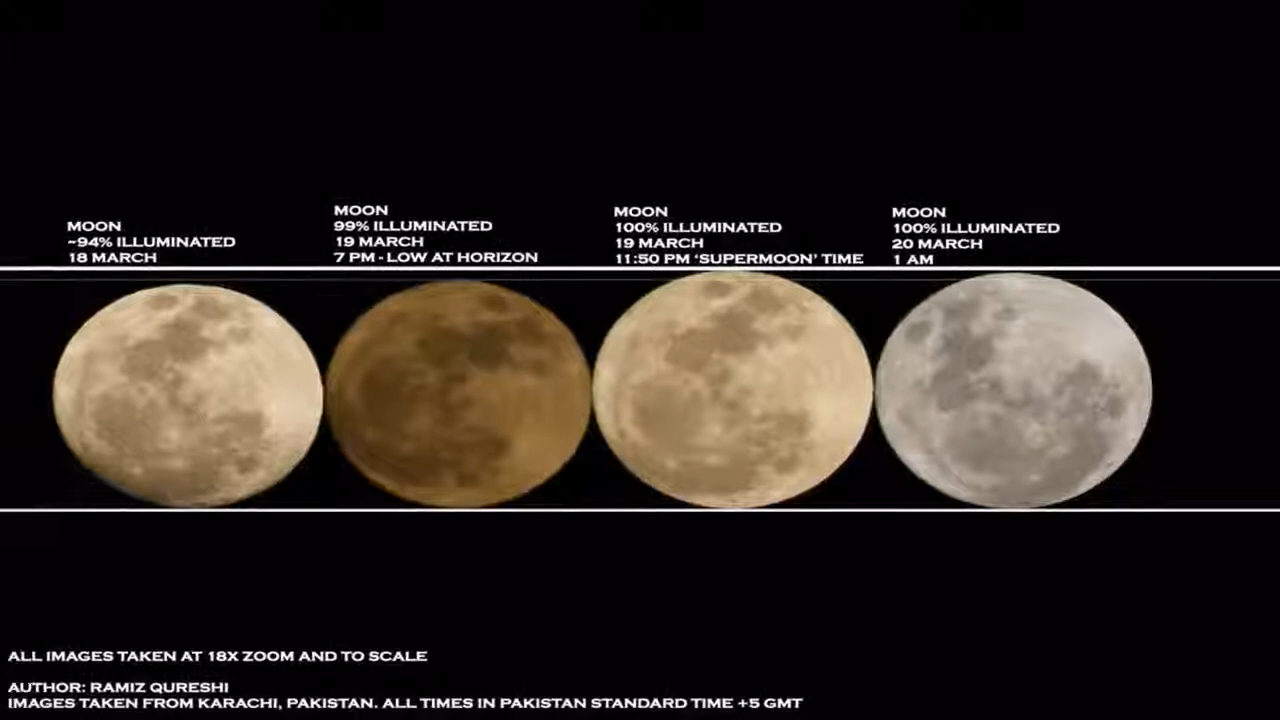 MOON
~94% ILLUMINATED
18 MARCH
MOON
99% ILLUMINATED
19 MARCH
7 PM - LOW AT HORIZON
MOON
100% ILLUMINATED
19 MARCH
11:50 PM ‘SUPERMOON’ TIME
MOON
100% ILLUMINATED
20 MARCH
1 AM
ALL IMAGES TAKEN AT 18X ZOOM AND TO SCALE
AUTHOR: RAMIZ QURESHI
IMAGES TAKEN FROM KARACHI, PAKISTAN. ALL TIMES IN PAKISTAN STANDARD TIME +5 GMT